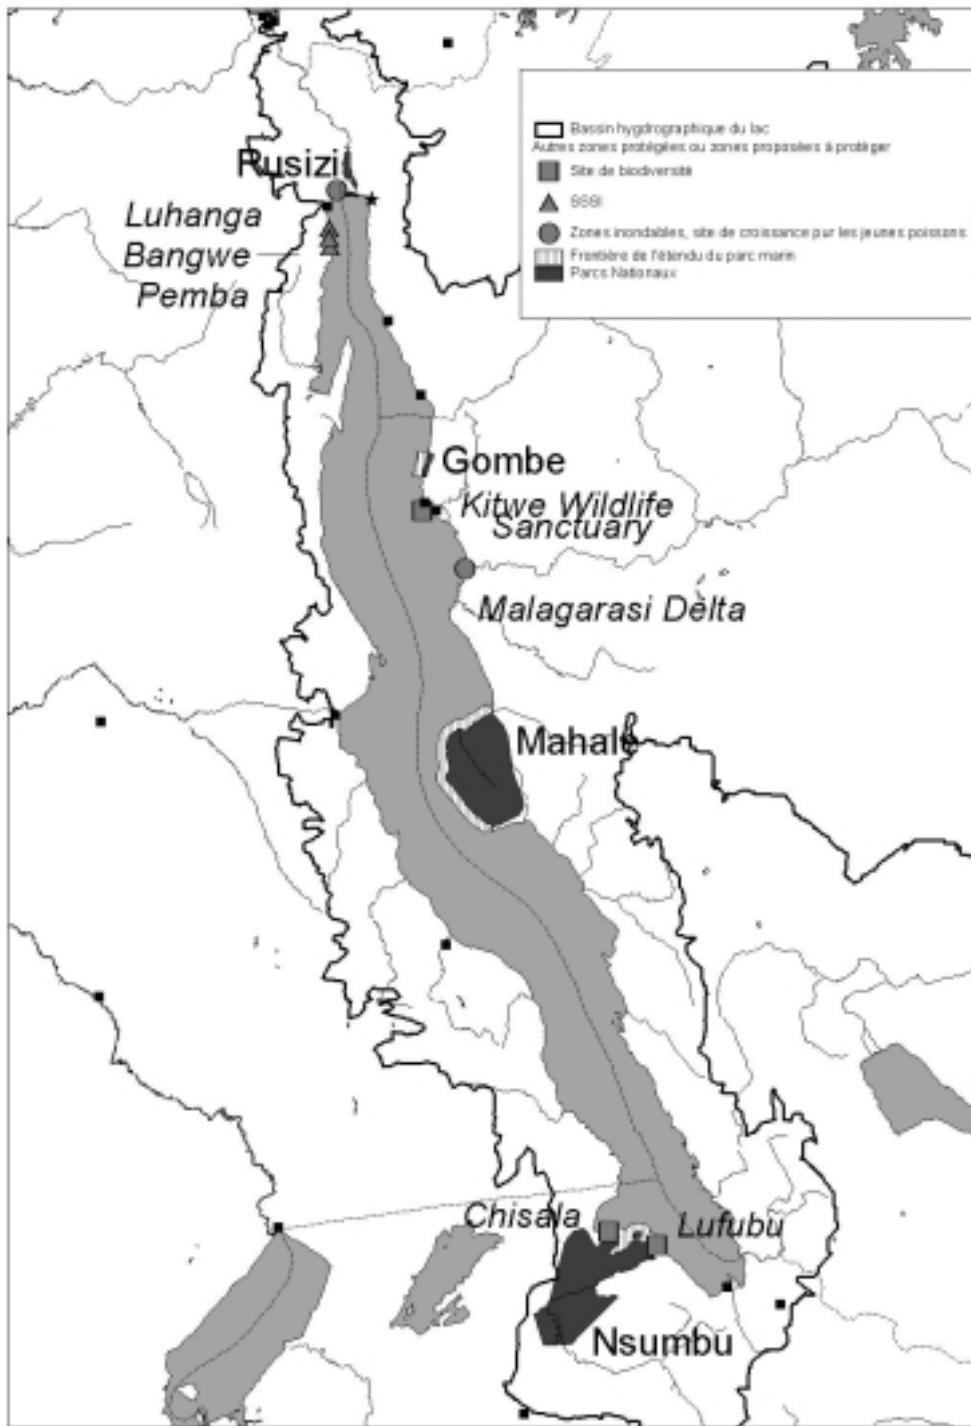 Bassin hygdrographique du lac
Autres zones protégées ou zones proposées à protéger
Site de biodiversité
SSSI
Zones inondables, site de croissance pur les jeunes poissons
Frontière de l'étendu du parc marin
Parcs Nationaux
Rusizi
Luhanga
Bangwe
Pemba
Gombe
Kitwe Wildlife
Sanctuary
Malagarasi Delta
Mahale
Chisala
Lufubu
Nsumbu